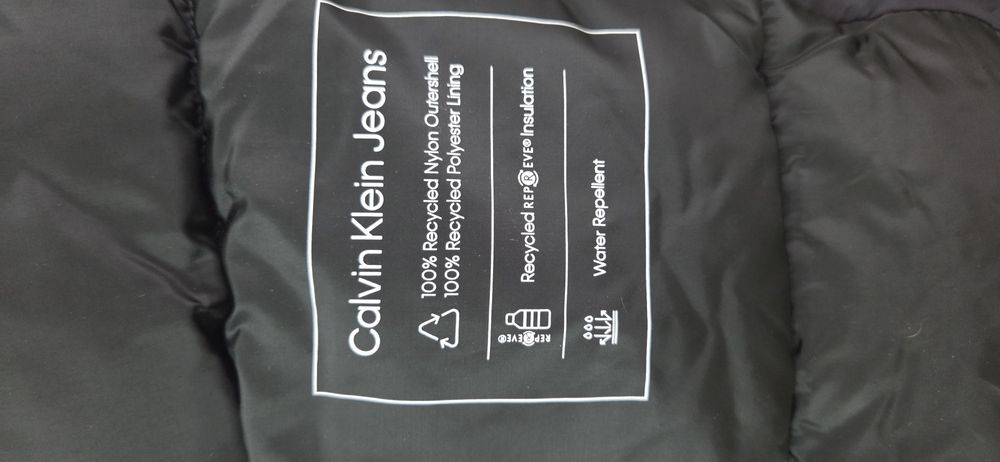 Calvin Klein Jeans
100% Recycled Nylon Outershell
100% Recycled Polyester Lining
REPREVE®
Recycled REPREVE® Insulation
Water Repellent